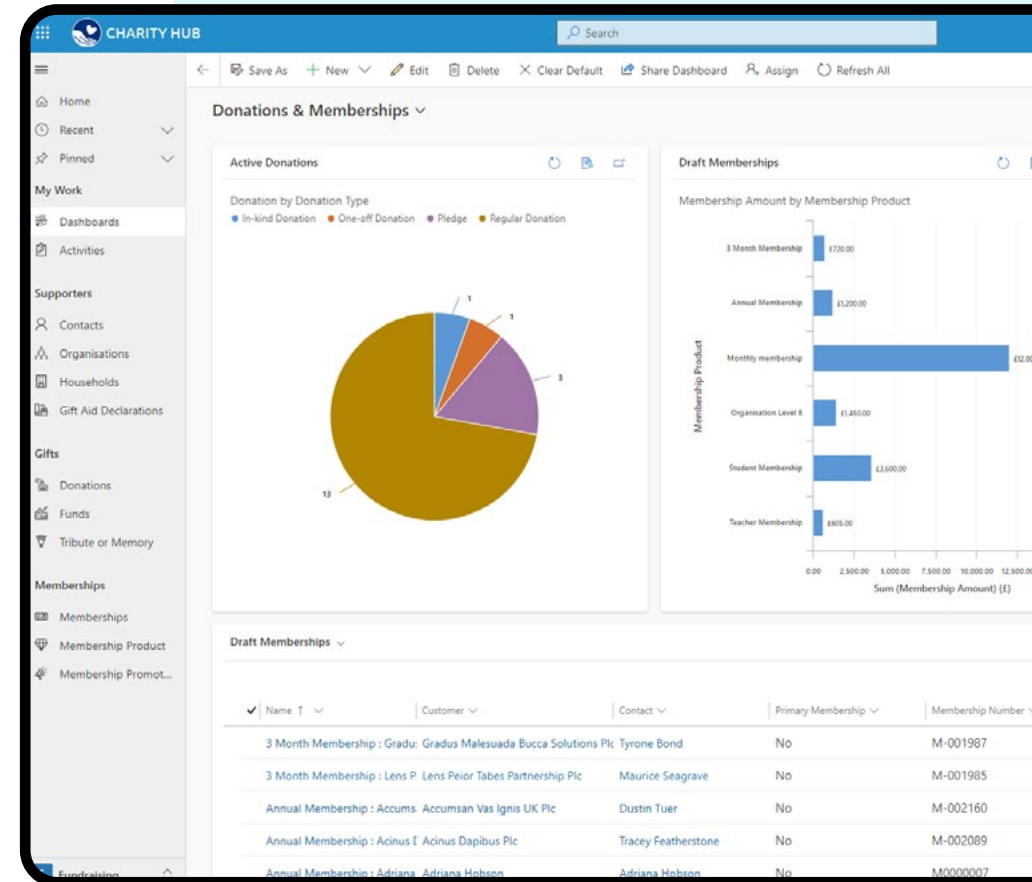 CHARITY HUB
Search
Save As
New
Edit
Delete
Clear Default
Share Dashboard
Assign
Refresh All
Home
Recent
Pinned
My Work
Dashboards
Activities
Supporters
Contacts
Organisations
Households
Gift Aid Declarations
Gifts
Donations
Funds
Tribute or Memory
Memberships
Memberships
Membership Product
Membership Promot...
Fundraising
Donations & Memberships
Active Donations
Donation by Donation Type
In-kind Donation
One-off Donation
Pledge
Regular Donation
1
1
3
13
Draft Memberships
Membership Amount by Membership Product
Membership Product
3 Month Membership £720.00
Annual Membership £1,200.00
Monthly membership £12,00
Organisation Level 8 £1,450.00
Student Membership £3,600.00
Teacher Membership £605.00
0.00 2,500.00 5,000.00 7,500.00 10,000.00 12,500.00
Sum (Membership Amount) (£)
Draft Memberships
Name Customer Contact Primary Membership Membership Number
3 Month Membership : Gradu Gradus Malesuada Bucca Solutions Plc Tyrone Bond No M-001987
3 Month Membership : Lens P Lens Peior Tabes Partnership Plc Maurice Seagrave No M-001985
Annual Membership : Accums Accumsan Vas Ignis UK Plc Dustin Tuer No M-002160
Annual Membership : Acinus Acinus Dapibus Plc Tracey Featherstone No M-002089
Annual Membership : Adriana Adriana Hobson Adriana Hobson No M0000007